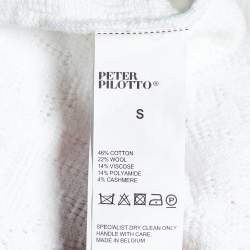 PETER
PILOTTO®
S
46% COTTON
22% WOOL
14% VISCOSE
14% POLYAMIDE
4% CASHMERE
SPECIALIST DRY CLEAN ONLY
HANDLE WITH CARE.
MADE IN BELGIUM